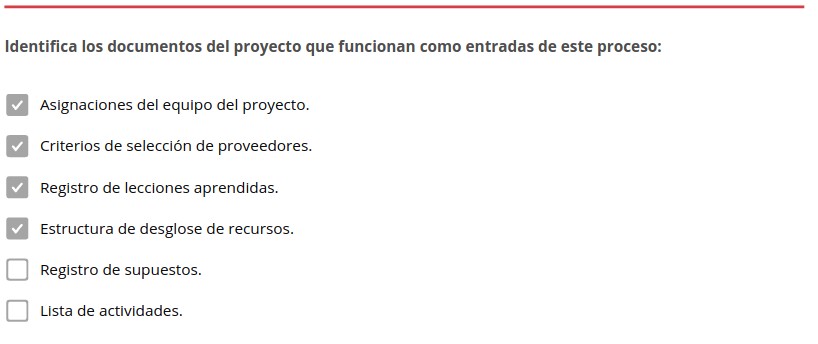 Identifica los documentos del proyecto que funcionan como entradas de este proceso:
Asignaciones del equipo del proyecto.
Criterios de selección de proveedores.
Registro de lecciones aprendidas.
Estructura de desglose de recursos.
Registro de supuestos.
Lista de actividades.